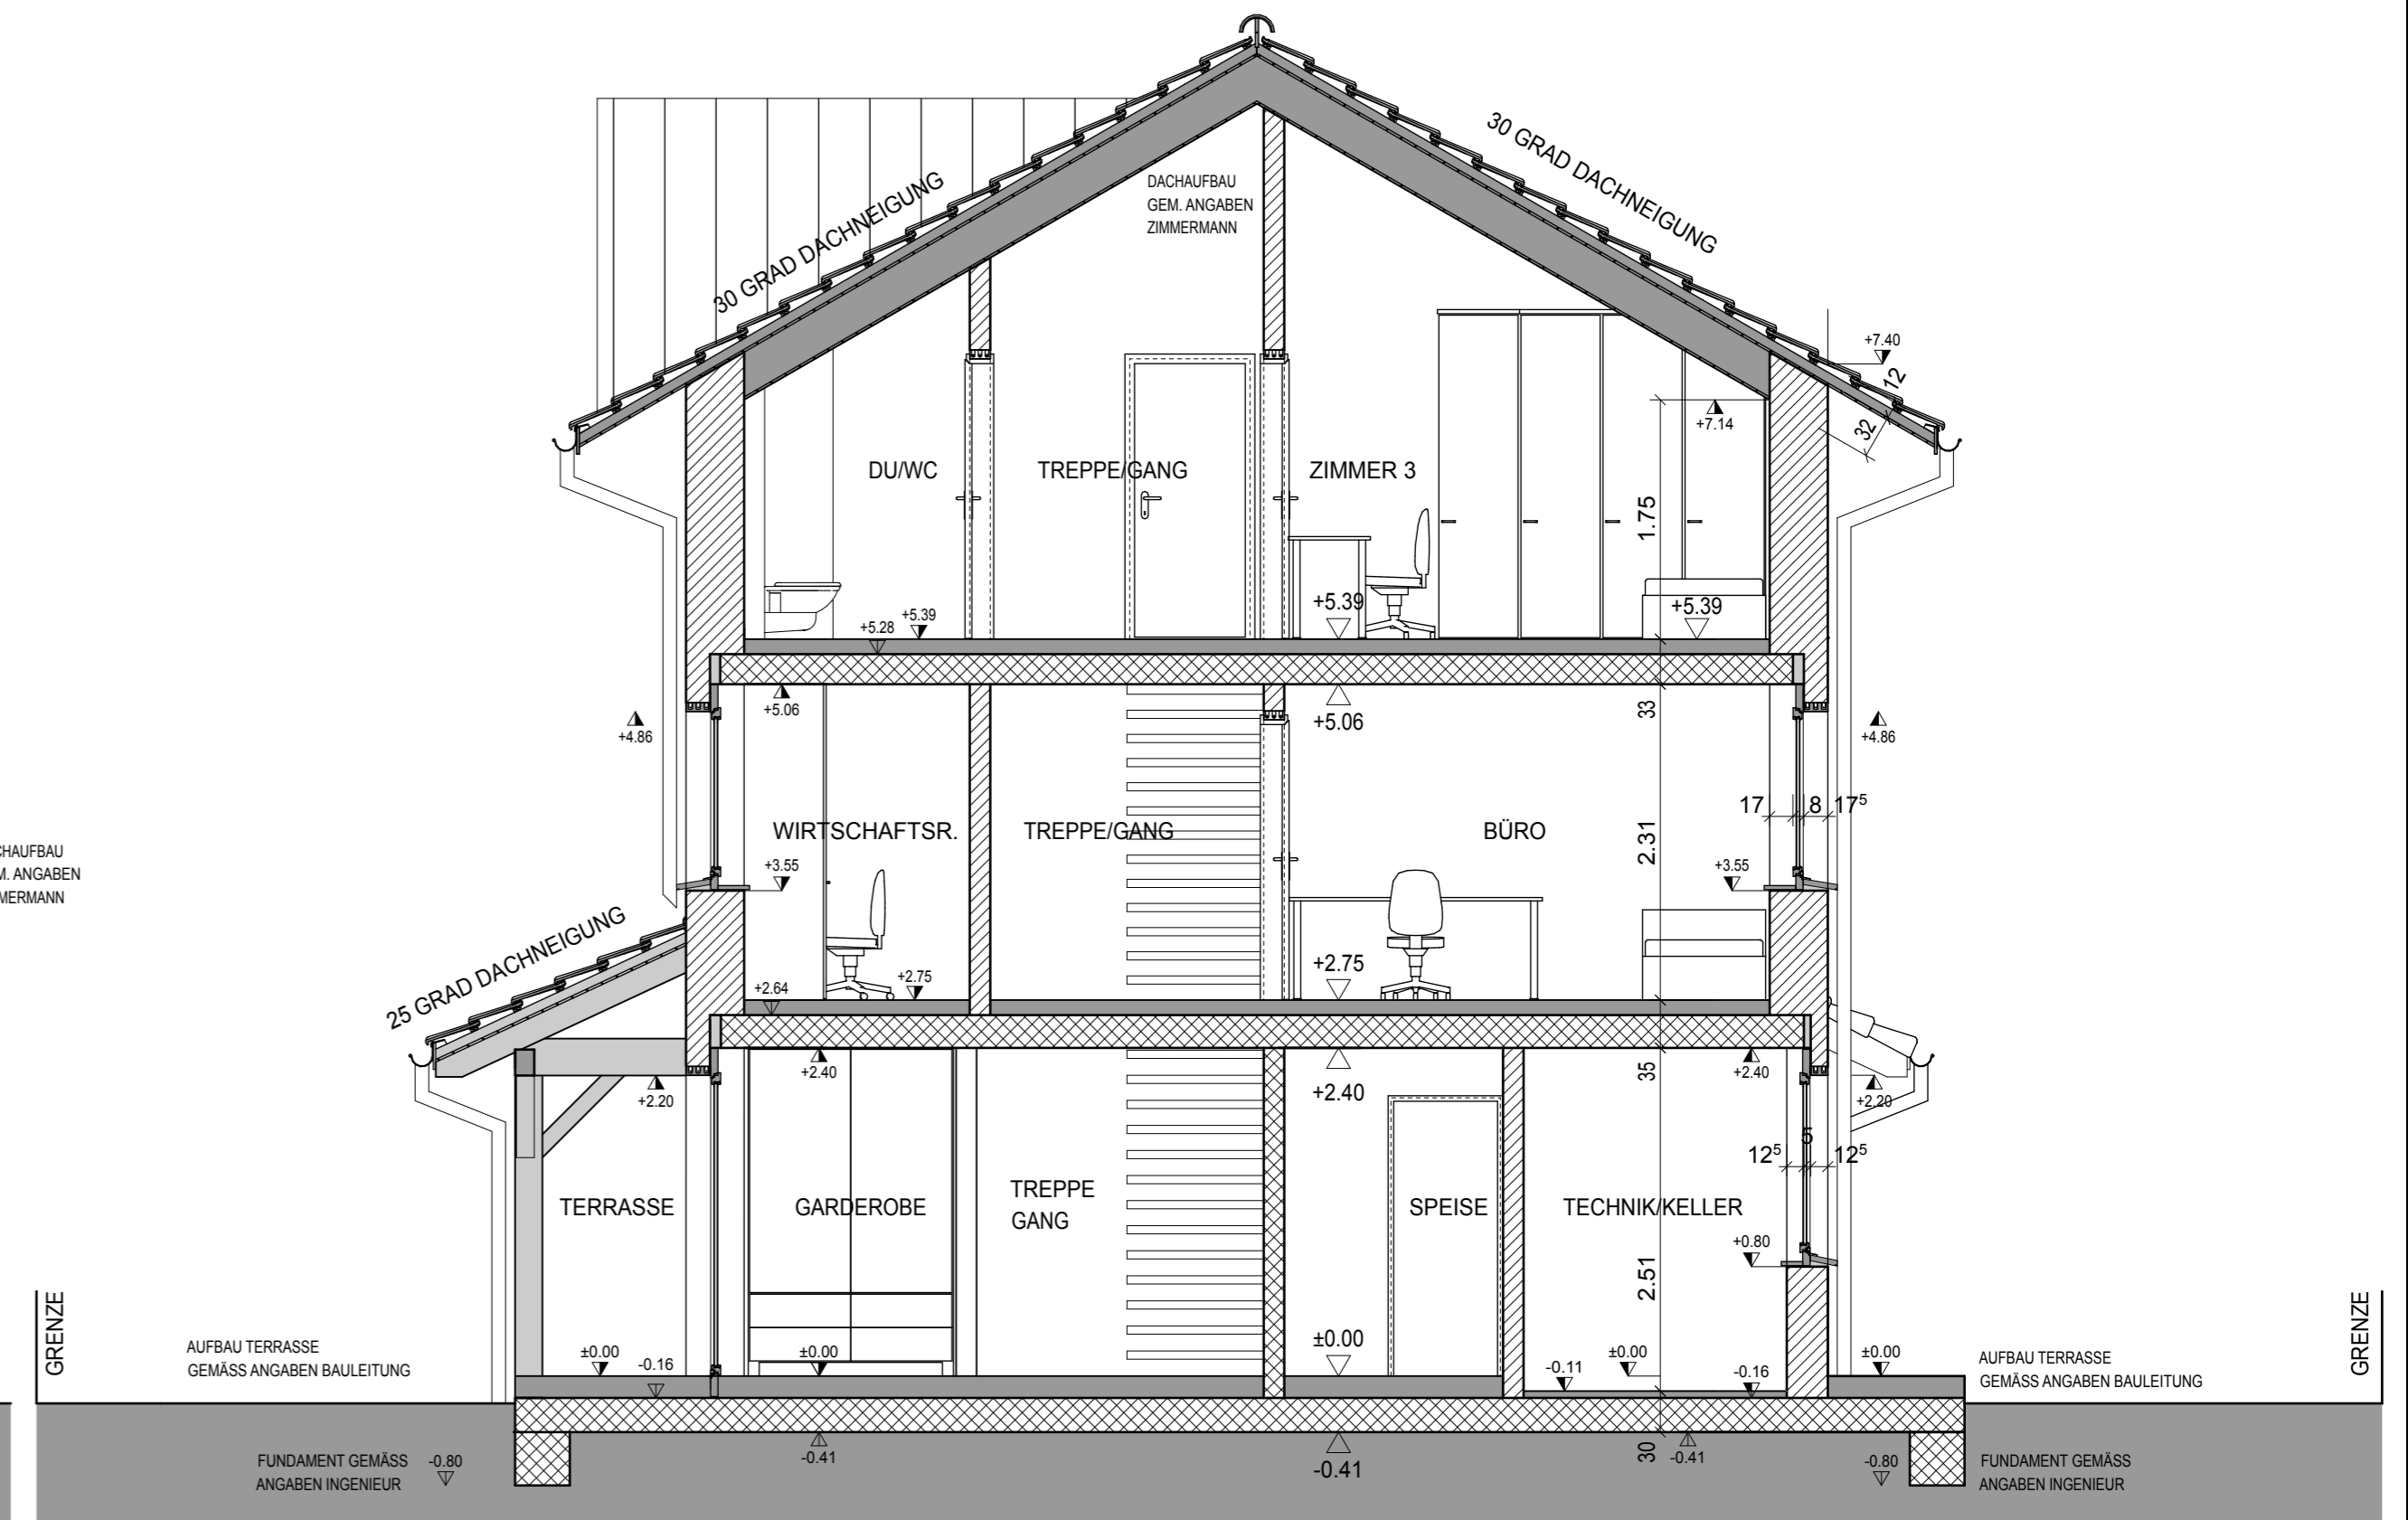 30 GRAD DACHNEIGUNG
30 GRAD DACHNEIGUNG
DACHAUFBAU
GEM. ANGABEN
ZIMMERMANN
+7.40
12
32
+7.14
DU/WC
TREPPE/GANG
ZIMMER 3
1.75
+5.28
+5.39
+5.39
+5.39
+5.06
+5.06
33
+4.86
+4.86
17
8
17⁵
WIRTSCHAFTSR.
TREPPE/GANG
BÜRO
2.31
CHAUFBAU
M. ANGABEN
MERMANN
+3.55
+3.55
25 GRAD DACHNEIGUNG
+2.64
+2.75
+2.75
+2.40
+2.40
35
+2.40
+2.20
+2.20
5
12⁵
12⁵
TERRASSE
GARDEROBE
TREPPE
GANG
SPEISE
TECHNIK/KELLER
+0.80
2.51
GRENZE
GRENZE
AUFBAU TERRASSE
GEMÄSS ANGABEN BAULEITUNG
±0.00
-0.16
±0.00
±0.00
-0.11
±0.00
-0.16
±0.00
AUFBAU TERRASSE
GEMÄSS ANGABEN BAULEITUNG
FUNDAMENT GEMÄSS
ANGABEN INGENIEUR
-0.80
-0.41
-0.41
30
-0.41
-0.80
FUNDAMENT GEMÄSS
ANGABEN INGENIEUR